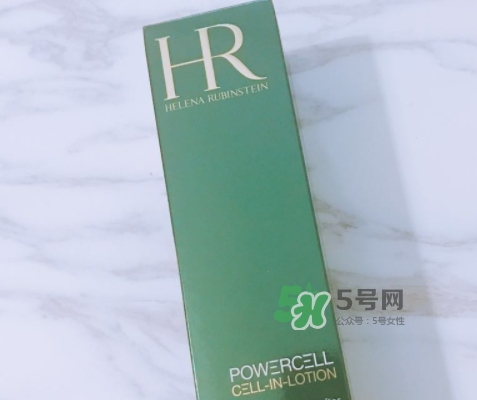 HR
HELENA RUBINSTEIN
5号网
公众号：5号女性
POWERCELL
CELL-IN-LOTION